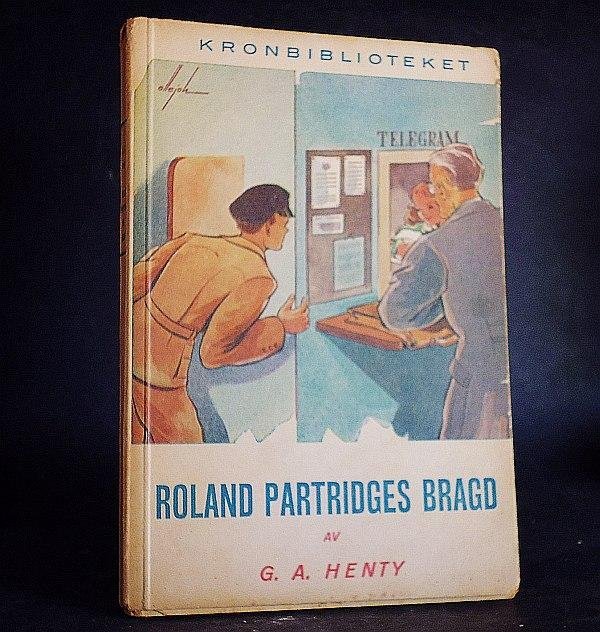 KRONBIBLIOTEKET
TELEGRAM
ROLAND PARTRIDGES BRAGD
AV
G. A. HENTY